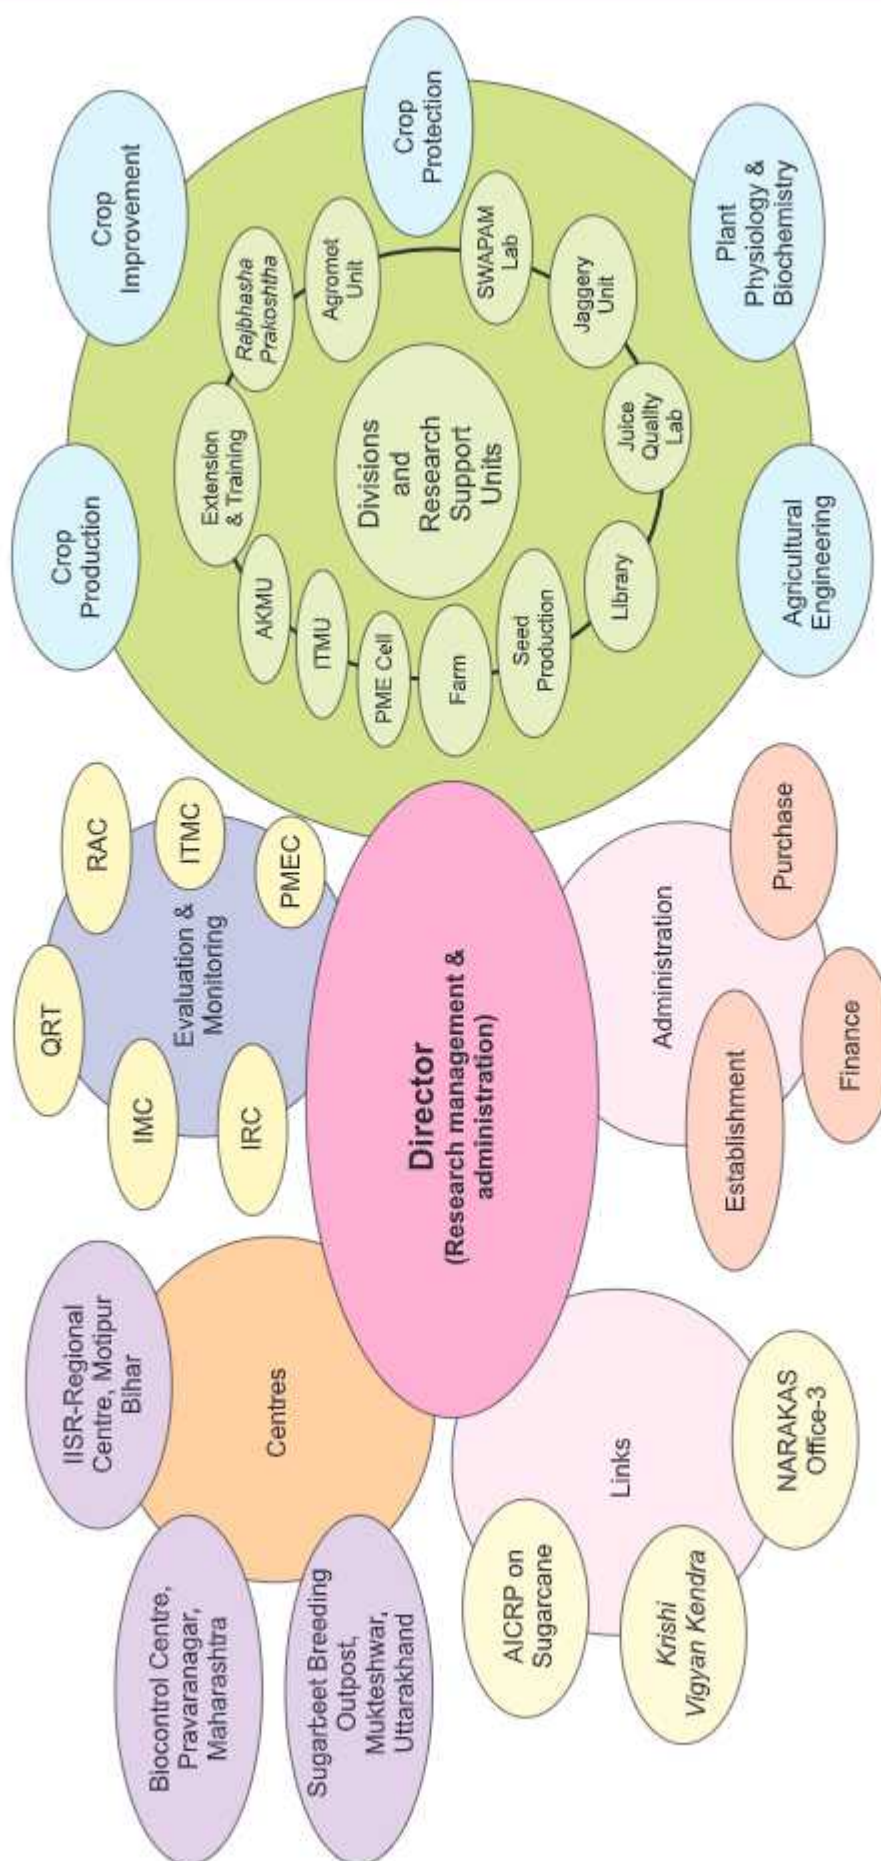 IISR-Regional
Centre, Motipur
Bihar
Biocontrol Centre,
Pravaranagar,
Maharashtra
Sugarbeet Breeding
Outpost,
Mukteshwar,
Uttarakhand
Centres
QRT
RAC
IMC
ITMC
IRC
PMEC
Evaluation &
Monitoring
Crop
Production
Crop
Improvement
Crop
Protection
Plant
Physiology &
Biochemistry
Agricultural
Engineering
Extension
& Training
Rajbhasha
Prakoshtha
Agromet
Unit
SWAPAM
Lab
Jaggery
Unit
Juice
Quality
Lab
Library
Seed
Production
Farm
PME Cell
ITMU
AKMU
Divisions
and
Research
Support
Units
Director
(Research management &
administration)
Links
AICRP on
Sugarcane
Krishi
Vigyan Kendra
NARAKAS
Office-3
Administration
Establishment
Finance
Purchase